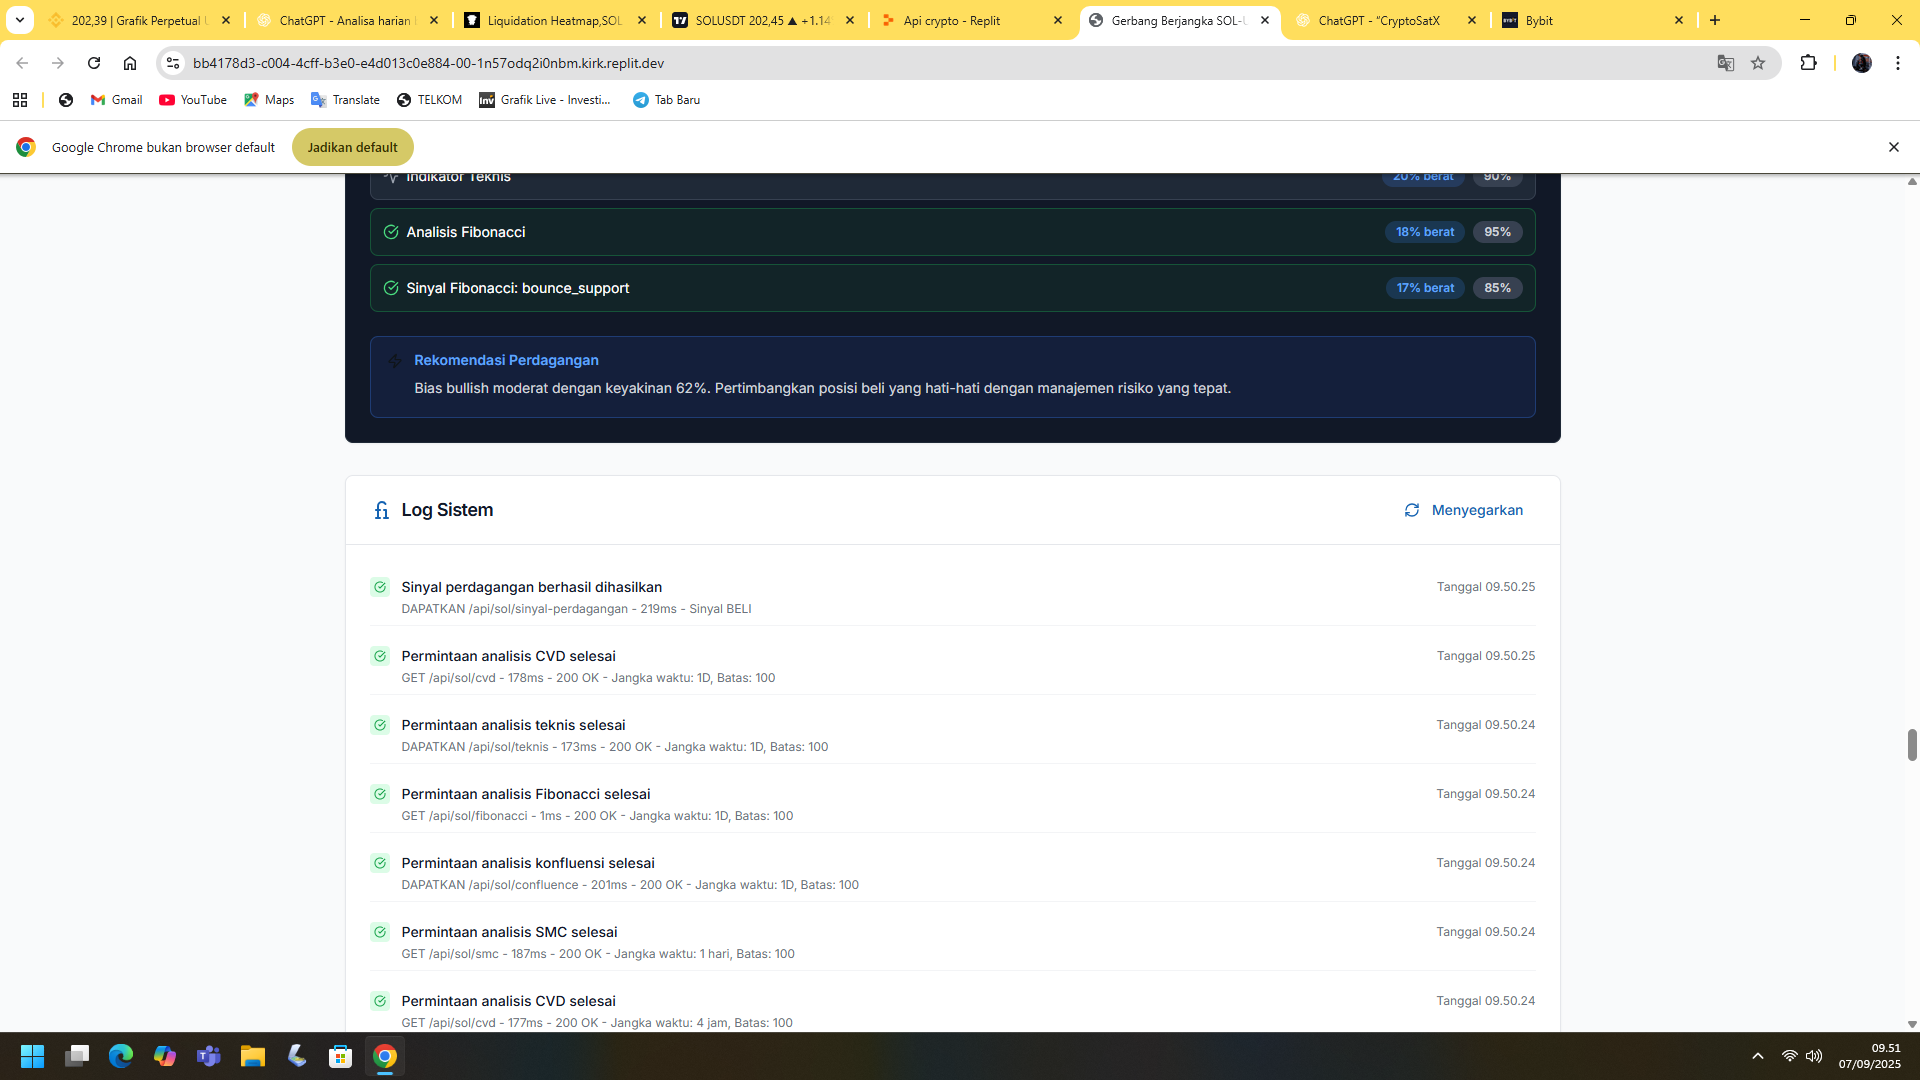 202,39 | Grafik Perpetual U
ChatGPT - Analisa harian
Liquidation Heatmap,SOL
SOLUSDT 202,45 ▲ +1.14
Api crypto - Replit
Gerbang Berjangka SOL-U
ChatGPT - "CryptoSatX
Bybit
bb4178d3-c004-4cff-b3e0-e4d013c0e884-00-1n57odq2i0nbm.kirk.replit.dev
Gmail
YouTube
Maps
Translate
TELKOM
Grafik Live - Investi...
Tab Baru
Google Chrome bukan browser default
Jadikan default
Indikator Teknis
20% berat
90%
Analisis Fibonacci
18% berat
95%
Sinyal Fibonacci: bounce_support
17% berat
85%
Rekomendasi Perdagangan
Bias bullish moderat dengan keyakinan 62%. Pertimbangkan posisi beli yang hati-hati dengan manajemen risiko yang tepat.
Log Sistem
Menyegarkan
Sinyal perdagangan berhasil dihasilkan
Tanggal 09.50.25
DAPATKAN /api/sol/sinyal-perdagangan - 219ms - Sinyal BELI
Permintaan analisis CVD selesai
Tanggal 09.50.25
GET /api/sol/cvd - 178ms - 200 OK - Jangka waktu: 1D, Batas: 100
Permintaan analisis teknis selesai
Tanggal 09.50.24
DAPATKAN /api/sol/teknis - 173ms - 200 OK - Jangka waktu: 1D, Batas: 100
Permintaan analisis Fibonacci selesai
Tanggal 09.50.24
GET /api/sol/fibonacci - 1ms - 200 OK - Jangka waktu: 1D, Batas: 100
Permintaan analisis konfluensi selesai
Tanggal 09.50.24
DAPATKAN /api/sol/confluence - 201ms - 200 OK - Jangka waktu: 1D, Batas: 100
Permintaan analisis SMC selesai
Tanggal 09.50.24
GET /api/sol/smc - 187ms - 200 OK - Jangka waktu: 1 hari, Batas: 100
Permintaan analisis CVD selesai
Tanggal 09.50.24
GET /api/sol/cvd - 177ms - 200 OK - Jangka waktu: 4 jam, Batas: 100
09.51
07/09/2025